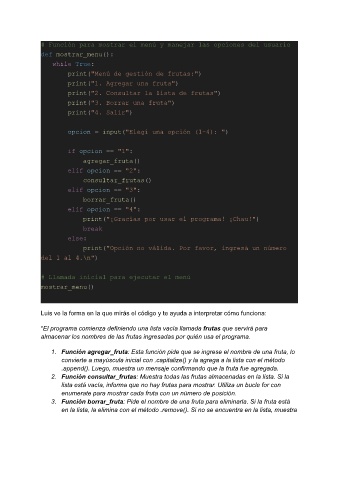 # Función para mostrar el menú y manejar las opciones del usuario
def mostrar_menu():
while True:
print("Menú de gestión de frutas:")
print("1. Agregar una fruta")
print("2. Consultar la lista de frutas")
print("3. Borrar una fruta")
print("4. Salir")
opcion = input("Elegí una opción (1-4): ")
if opcion == "1":
agregar_fruta()
elif opcion == "2":
consultar_frutas()
elif opcion == "3":
borrar_fruta()
elif opcion == "4":
print("¡Gracias por usar el programa! ¡Chau!")
break
else:
print("Opción no válida. Por favor, ingresá un número
del 1 al 4.\n")
# Llamada inicial para ejecutar el menú
mostrar_menu()
Luis ve la forma en la que mirás el código y te ayuda a interpretar cómo funciona:
"El programa comienza definiendo una lista vacía llamada frutas que servirá para
almacenar los nombres de las frutas ingresadas por quién usa el programa.
1. Función agregar_fruta: Esta función pide que se ingrese el nombre de una fruta, lo
convierte a mayúscula inicial con .capitalize() y la agrega a la lista con el método
.append(). Luego, muestra un mensaje confirmando que la fruta fue agregada.
2. Función consultar_frutas: Muestra todas las frutas almacenadas en la lista. Si la
lista está vacía, informa que no hay frutas para mostrar. Utiliza un bucle for con
enumerate para mostrar cada fruta con un número de posición.
3. Función borrar_fruta: Pide el nombre de una fruta para eliminarla. Si la fruta está
en la lista, la elimina con el método .remove(). Si no se encuentra en la lista, muestra